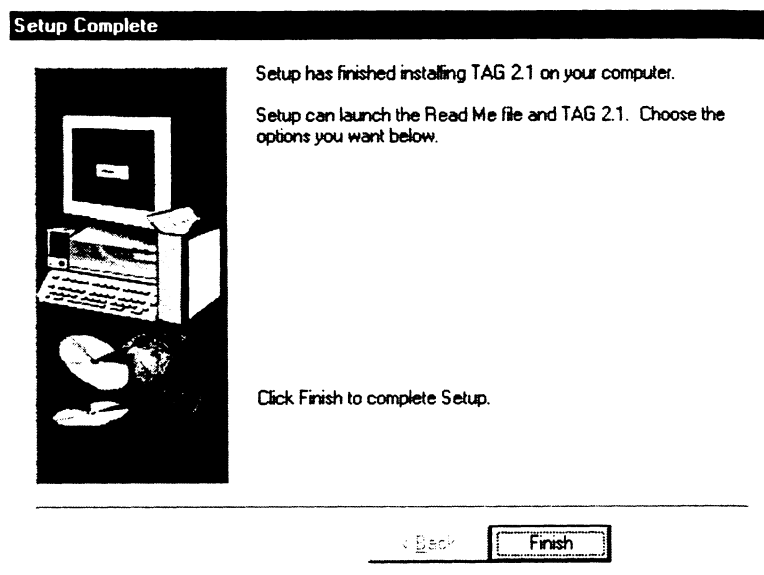 Setup Complete
Setup has finished installing TAG 2.1 on your computer.
Setup can launch the Read Me file and TAG 2.1. Choose the
options you want below.
Click Finish to complete Setup.
< Back
Finish